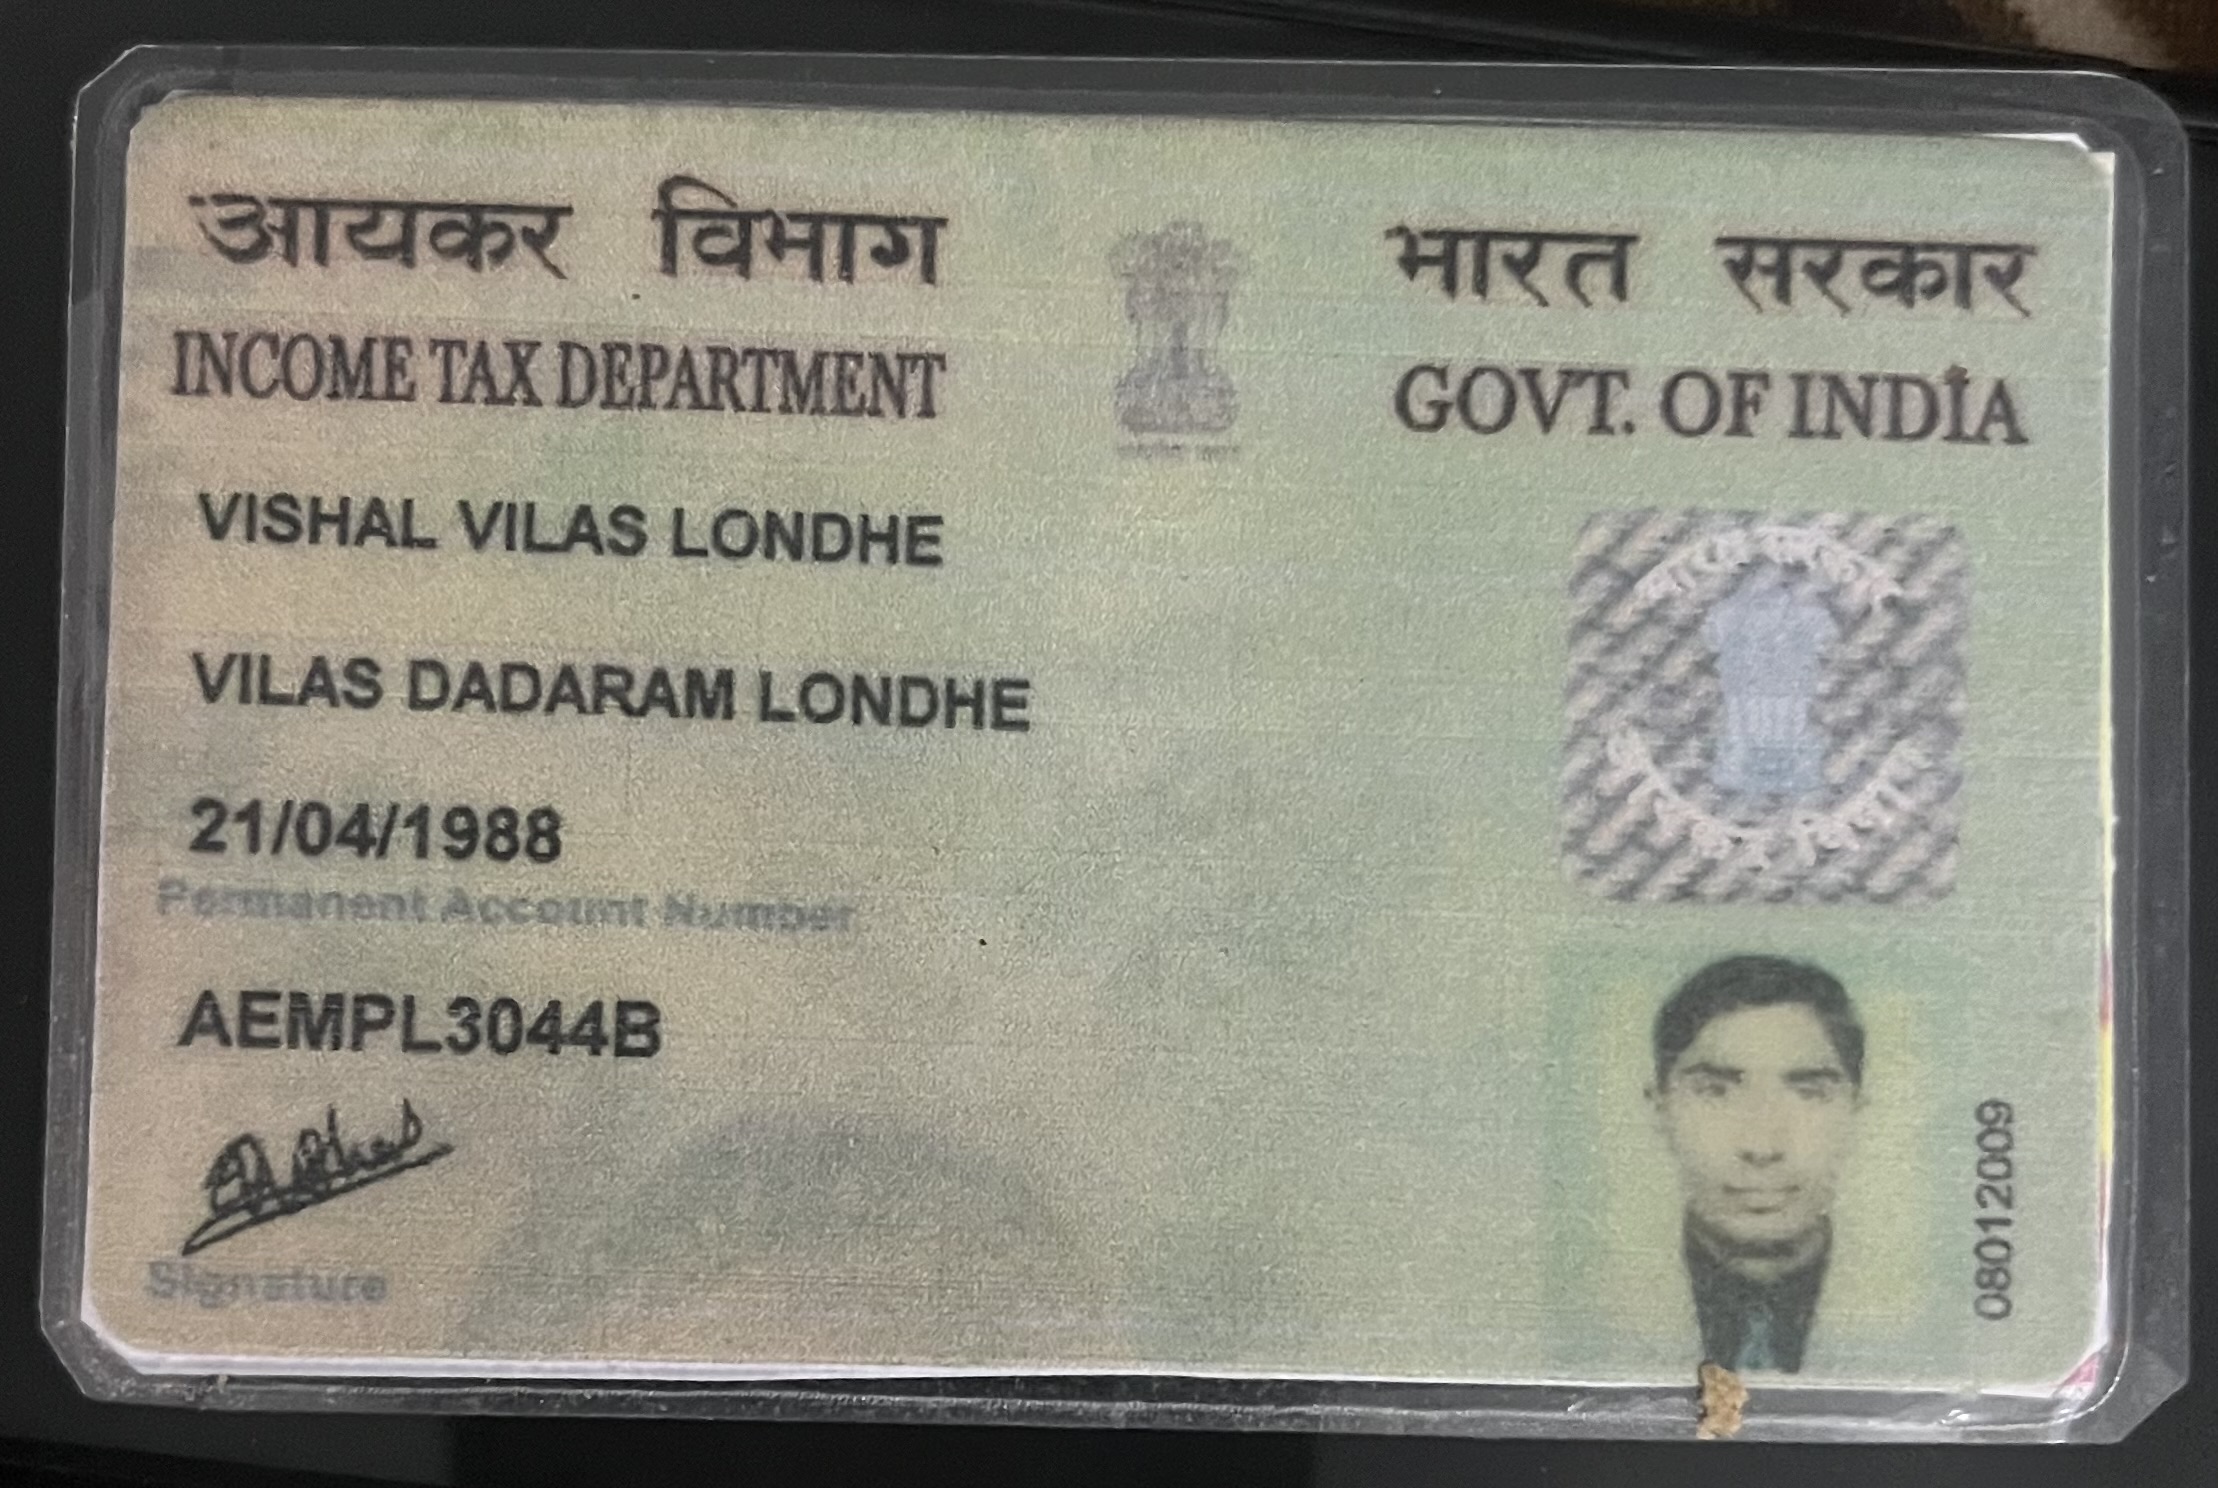 आयकर विभाग
INCOME TAX DEPARTMENT
भारत सरकार
GOVT. OF INDIA
VISHAL VILAS LONDHE
VILAS DADARAM LONDHE
21/04/1988
Permanent Account Number
AEMPL3044B
Signature
08012009